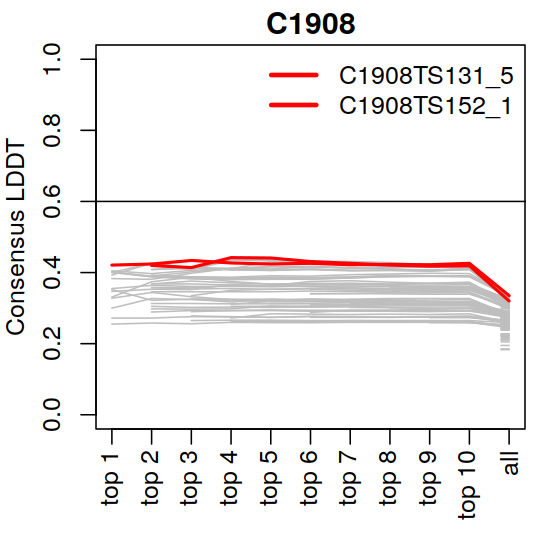 C1908
C1908TS131_5
C1908TS152_1
Consensus LDDT
1.0
0.8
0.6
0.4
0.2
0.0
top 1
top 2
top 3
top 4
top 5
top 6
top 7
top 8
top 9
top 10
all